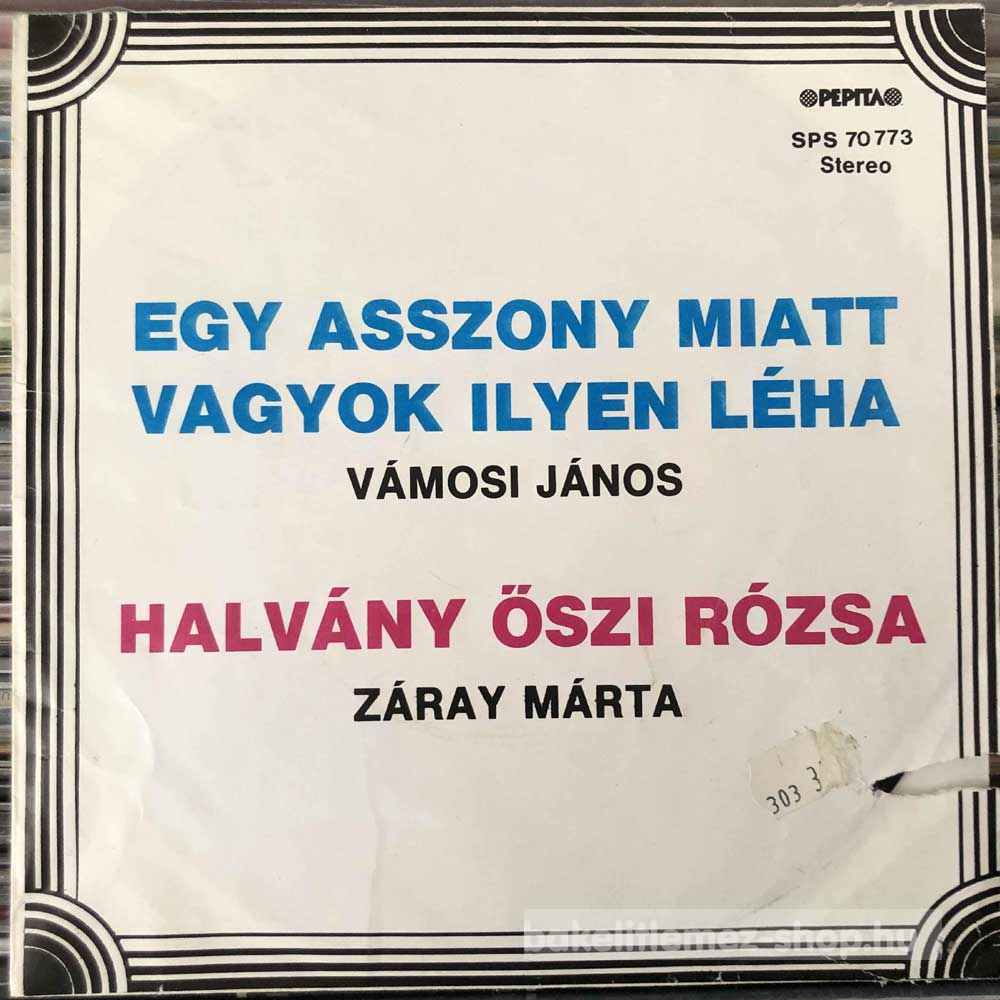 PEPITA
SPS 70773
Stereo
EGY ASSZONY MIATT
VAGYOK ILYEN LÉHA
VÁMOSI JÁNOS
HALVÁNY ŐSZI RÓZSA
ZÁRAY MÁRTA
303 3
bakelitlemez-shop.hu